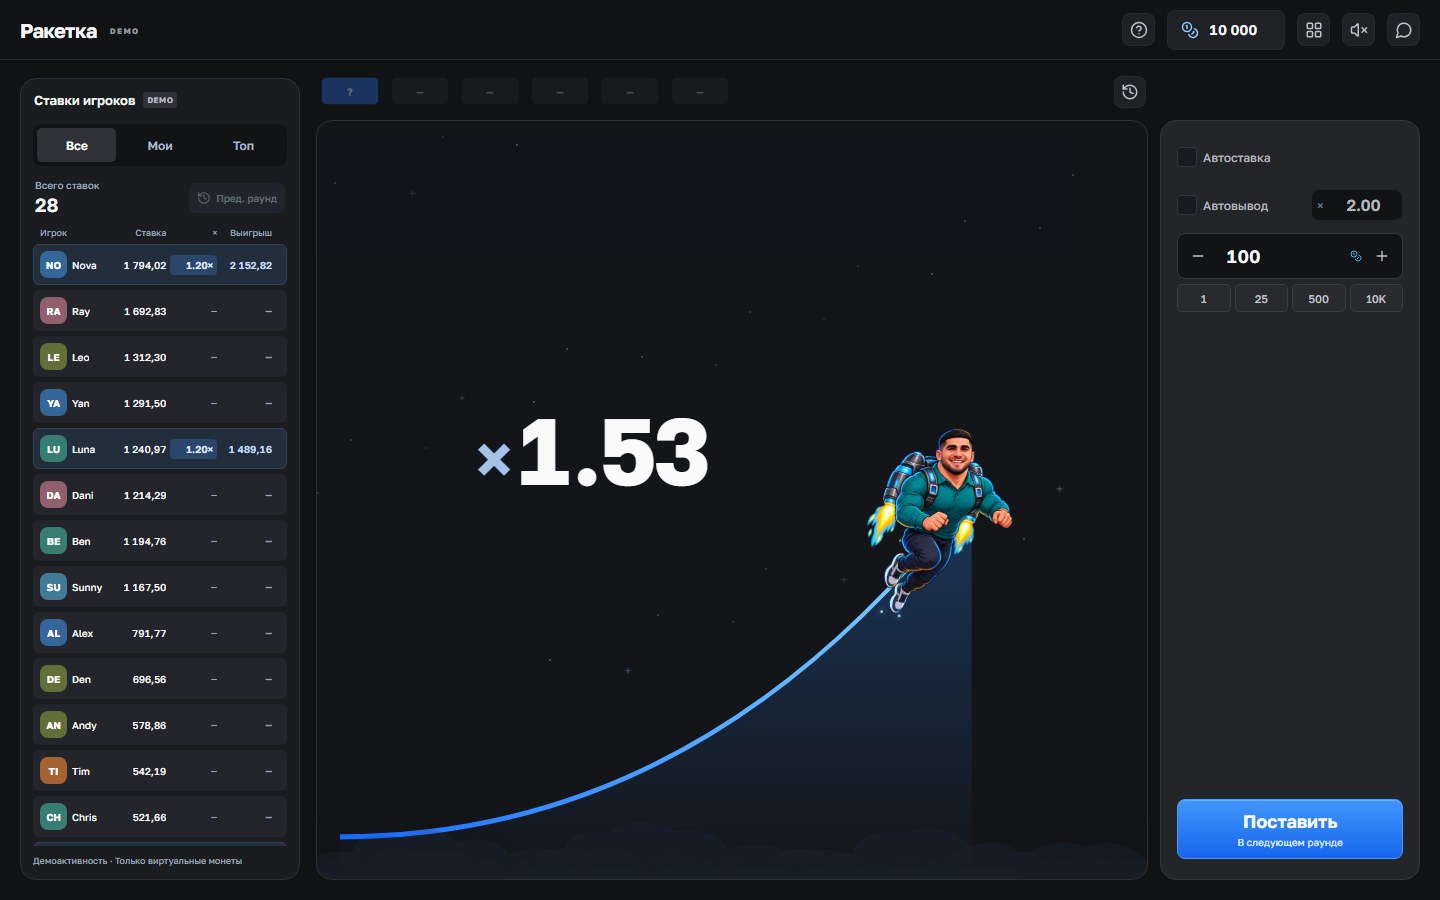 Ракетка DEMO
10 000
Ставки игроков DEMO
Все Мои Топ
Всего ставок
28
Пред. раунд
Игрок Ставка × Выигрыш
NO Nova 1 794,02 1.20× 2 152,82
RA Ray 1 692,83 – –
LE Leo 1 312,30 – –
YA Yan 1 291,50 – –
LU Luna 1 240,97 1.20× 1 489,16
DA Dani 1 214,29 – –
BE Ben 1 194,76 – –
SU Sunny 1 167,50 – –
AL Alex 791,77 – –
DE Den 696,56 – –
AN Andy 578,86 – –
TI Tim 542,19 – –
CH Chris 521,66 – –
Демоактивность · Только виртуальные монеты
? – – – – –
×1.53
Автоставка
Автовывод × 2.00
− 100 +
1 25 500 10K
Поставить
В следующем раунде